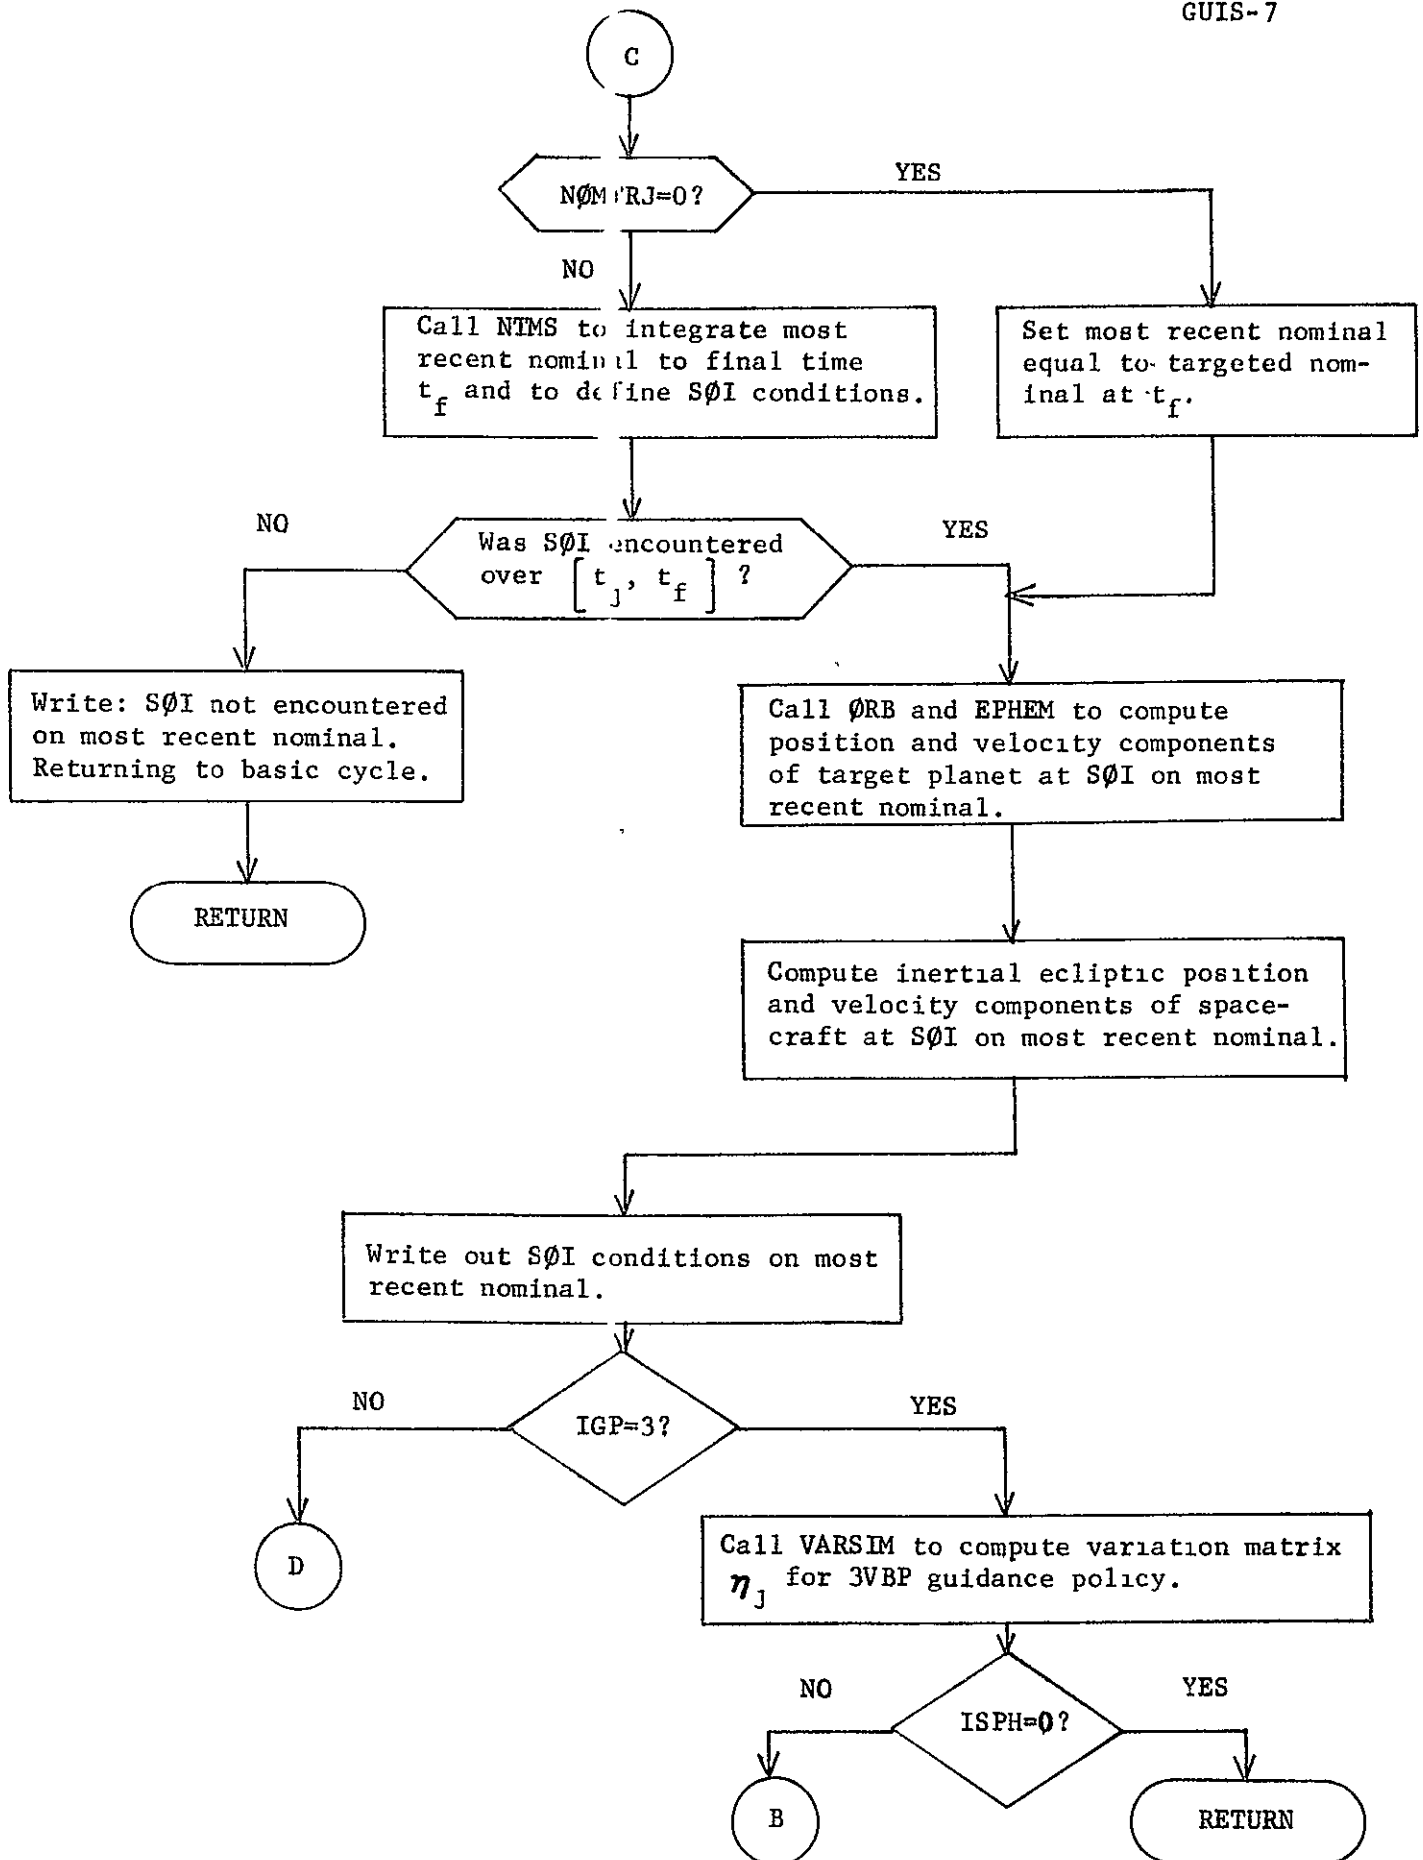 GUIS-7
C
NØMTRJ=0?
YES
NO
Call NTMS to integrate most
recent nominal to final time
t_f and to define SØI conditions.
Set most recent nominal
equal to targeted nom-
inal at t_f.
NO
Was SØI encountered
over [t_j, t_f] ?
YES
Write: SØI not encountered
on most recent nominal.
Returning to basic cycle.
RETURN
Call ØRB and EPHEM to compute
position and velocity components
of target planet at SØI on most
recent nominal.
Compute inertial ecliptic position
and velocity components of space-
craft at SØI on most recent nominal.
Write out SØI conditions on most
recent nominal.
NO
IGP=3?
YES
D
Call VARSIM to compute variation matrix
η_j for 3VBP guidance policy.
NO
ISPH=0?
YES
B
RETURN